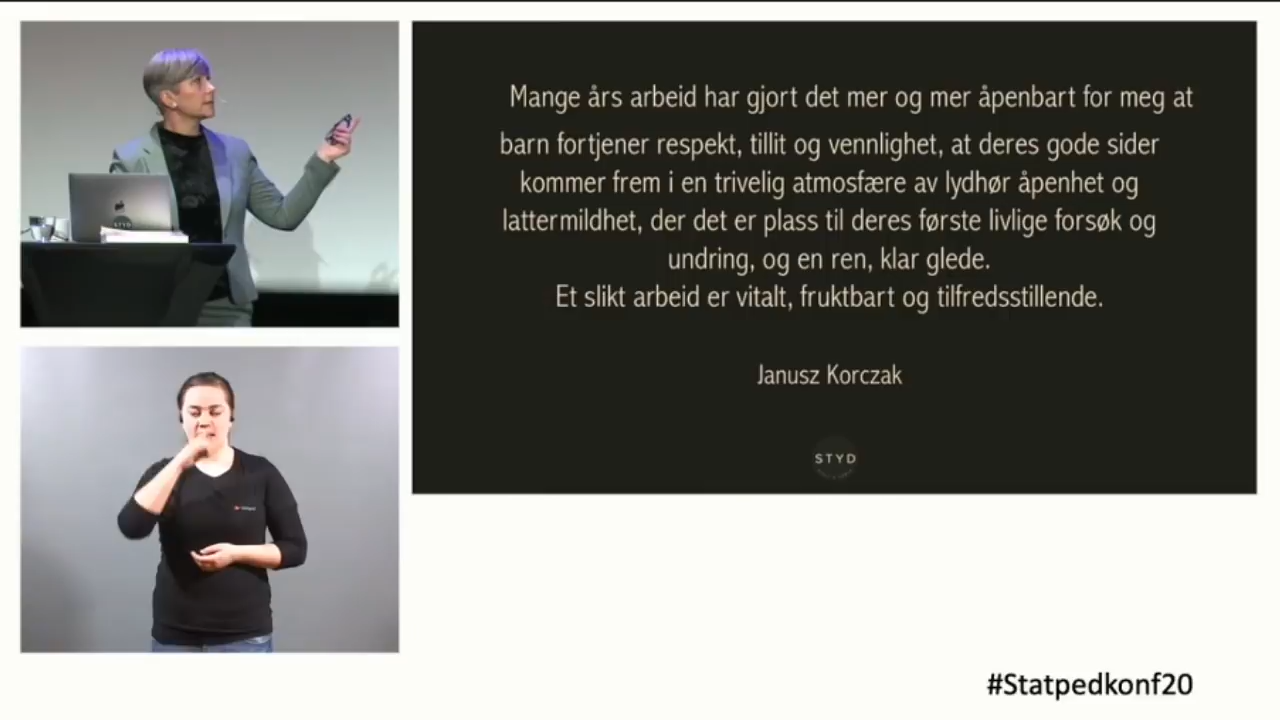 Mange års arbeid har gjort det mer og mer åpenbart for meg at
barn fortjener respekt, tillit og vennlighet, at deres gode sider
kommer frem i en trivelig atmosfære av lydhør åpenhet og
lattermildhet, der det er plass til deres første livlige forsøk og
undring, og en ren, klar glede.
Et slikt arbeid er vitalt, fruktbart og tilfredsstillende.
Janusz Korczak
STYD
STYD
#Statpedkonf20